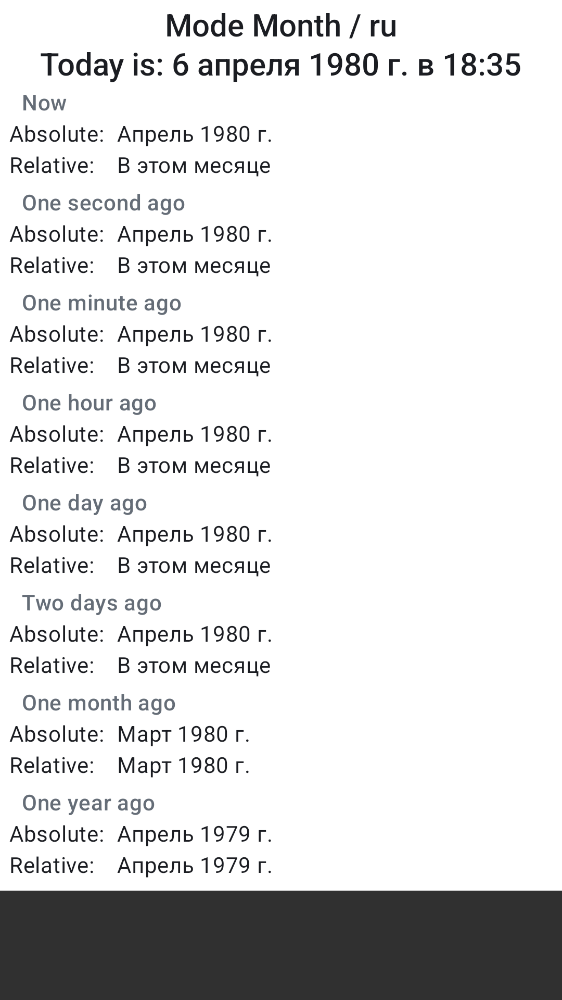 Mode Month / ru
Today is: 6 апреля 1980 г. в 18:35
Now
Absolute: Апрель 1980 г.
Relative: В этом месяце
One second ago
Absolute: Апрель 1980 г.
Relative: В этом месяце
One minute ago
Absolute: Апрель 1980 г.
Relative: В этом месяце
One hour ago
Absolute: Апрель 1980 г.
Relative: В этом месяце
One day ago
Absolute: Апрель 1980 г.
Relative: В этом месяце
Two days ago
Absolute: Апрель 1980 г.
Relative: В этом месяце
One month ago
Absolute: Март 1980 г.
Relative: Март 1980 г.
One year ago
Absolute: Апрель 1979 г.
Relative: Апрель 1979 г.